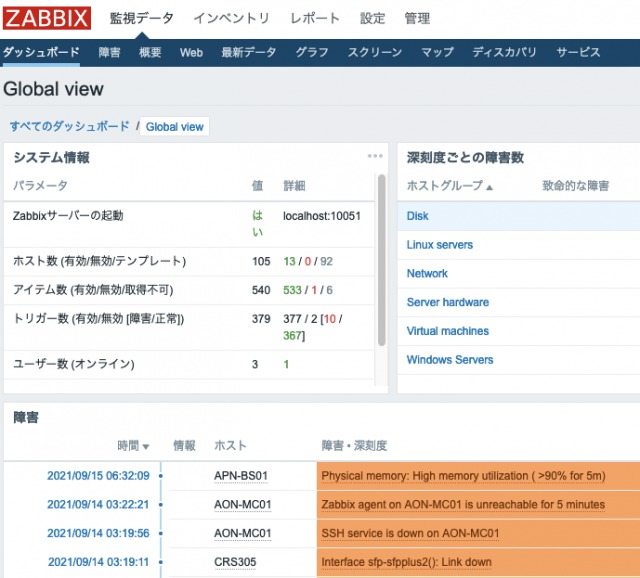 ZABBIX 監視データ インベントリ レポート 設定 管理
ダッシュボード 障害 概要 Web 最新データ グラフ スクリーン マップ ディスカバリ サービス
Global view
すべてのダッシュボード / Global view
システム情報
パラメータ 値 詳細
Zabbixサーバーの起動 はい localhost:10051
ホスト数 (有効/無効/テンプレート) 105 13 / 0 / 92
アイテム数 (有効/無効/取得不可) 540 533 / 1 / 6
トリガー数 (有効/無効 [障害/正常]) 379 377 / 2 [10 /
367]
ユーザー数 (オンライン) 3 1
深刻度ごとの障害数
ホストグループ▲ 致命的な障害
Disk
Linux servers
Network
Server hardware
Virtual machines
Windows Servers
障害
時間▼ 情報 ホスト 障害・深刻度
2021/09/15 06:32:09 APN-BS01 Physical memory: High memory utilization ( >90% for 5m)
2021/09/14 03:22:21 AON-MC01 Zabbix agent on AON-MC01 is unreachable for 5 minutes
2021/09/14 03:19:56 AON-MC01 SSH service is down on AON-MC01
2021/09/14 03:19:11 CRS305 Interface sfp-sfpplus2(): Link down